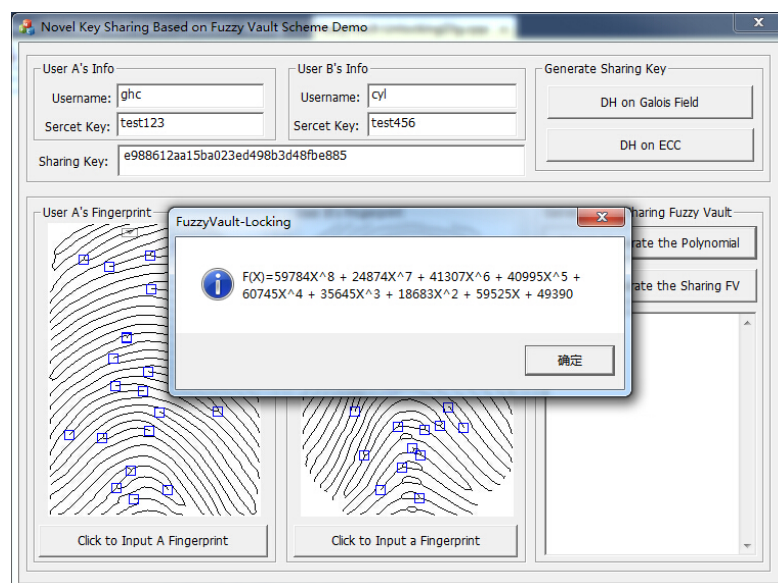 Novel Key Sharing Based on Fuzzy Vault Scheme Demo
User A's Info
Username: ghc
Sercet Key: test123
User B's Info
Username: cyl
Sercet Key: test456
Generate Sharing Key
DH on Galois Field
DH on ECC
Sharing Key: e988612aa15ba023ed498b3d48fbe885
User A's Fingerprint
haring Fuzzy Vault
rate the Polynomial
rate the Sharing FV
FuzzyVault-Locking
F(X)=59784X^8 + 24874X^7 + 41307X^6 + 40995X^5 +
60745X^4 + 35645X^3 + 18683X^2 + 59525X + 49390
确定
Click to Input A Fingerprint
Click to Input a Fingerprint